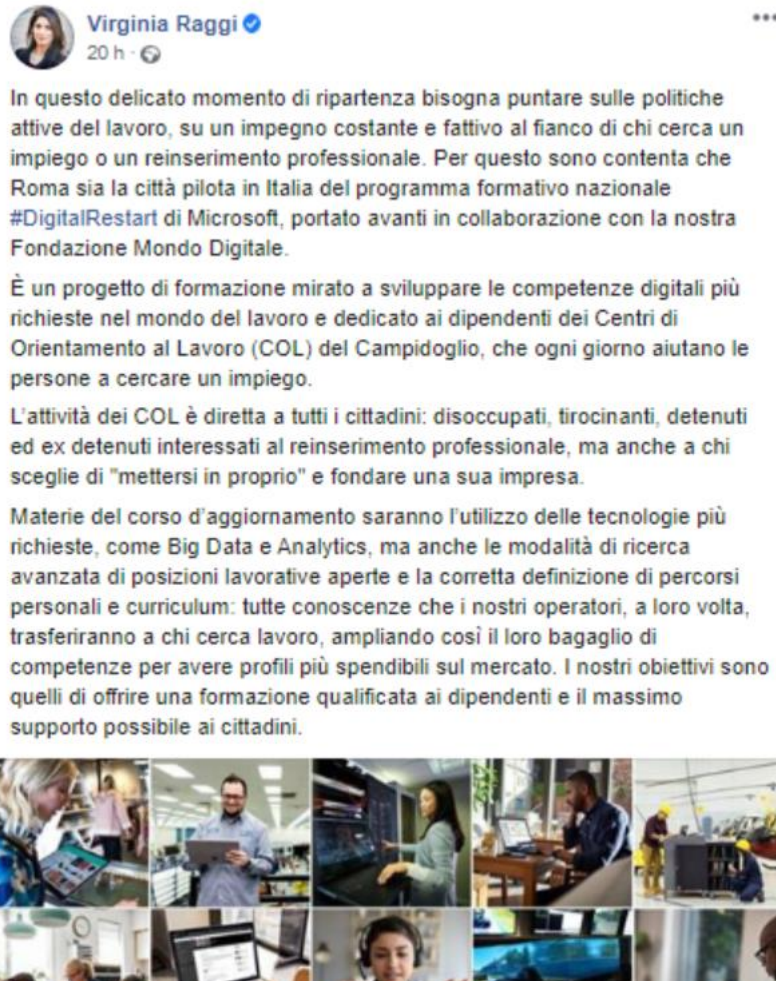 Virginia Raggi
20 h ·
In questo delicato momento di ripartenza bisogna puntare sulle politiche
attive del lavoro, su un impegno costante e fattivo al fianco di chi cerca un
impiego o un reinserimento professionale. Per questo sono contenta che
Roma sia la città pilota in Italia del programma formativo nazionale
#DigitalRestart di Microsoft, portato avanti in collaborazione con la nostra
Fondazione Mondo Digitale.
È un progetto di formazione mirato a sviluppare le competenze digitali più
richieste nel mondo del lavoro e dedicato ai dipendenti dei Centri di
Orientamento al Lavoro (COL) del Campidoglio, che ogni giorno aiutano le
persone a cercare un impiego.
L'attività dei COL è diretta a tutti i cittadini: disoccupati, tirocinanti, detenuti
ed ex detenuti interessati al reinserimento professionale, ma anche a chi
sceglie di "mettersi in proprio" e fondare una sua impresa.
Materie del corso d'aggiornamento saranno l'utilizzo delle tecnologie più
richieste, come Big Data e Analytics, ma anche le modalità di ricerca
avanzata di posizioni lavorative aperte e la corretta definizione di percorsi
personali e curriculum: tutte conoscenze che i nostri operatori, a loro volta,
trasferiranno a chi cerca lavoro, ampliando così il loro bagaglio di
competenze per avere profili più spendibili sul mercato. I nostri obiettivi sono
quelli di offrire una formazione qualificata ai dipendenti e il massimo
supporto possibile ai cittadini.